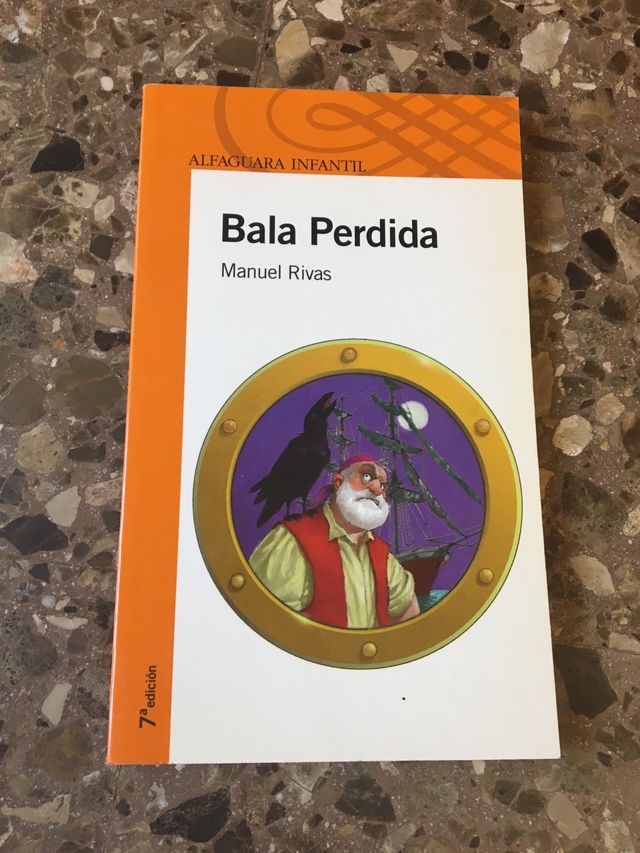 ALFAGUARA INFANTIL
Bala Perdida
Manuel Rivas
7ª edición